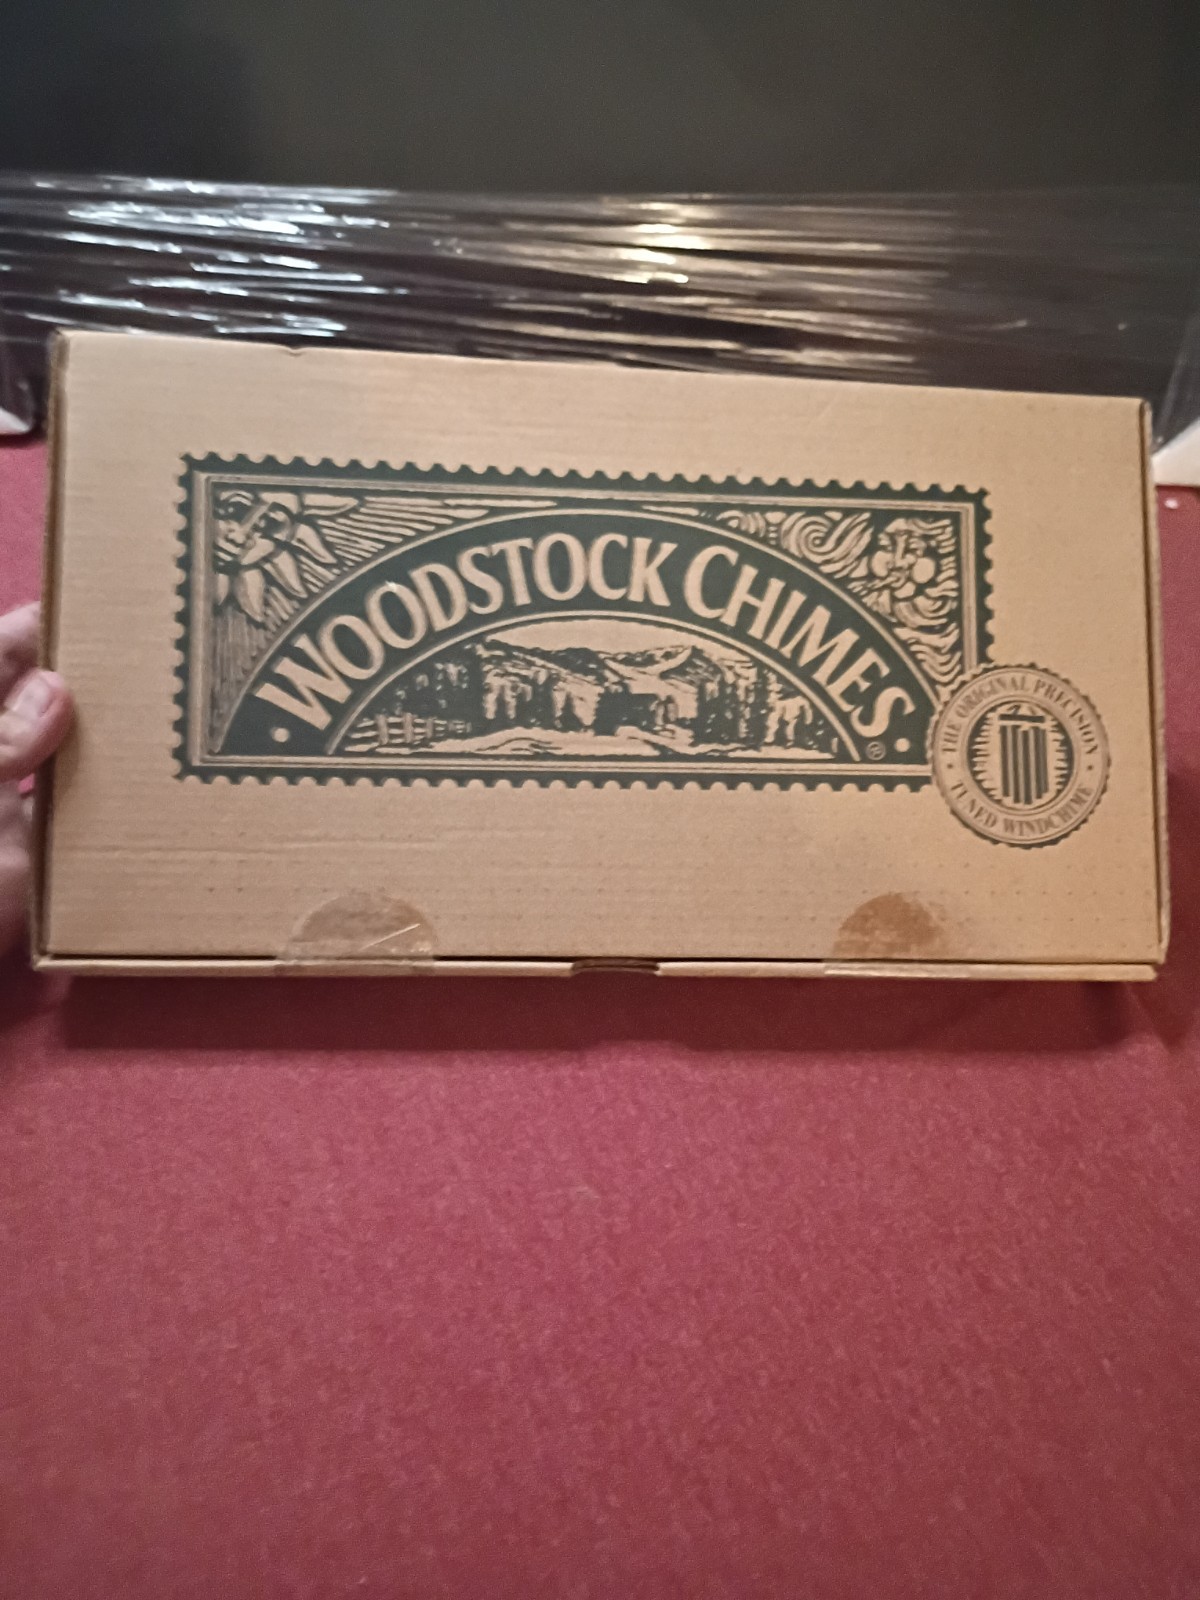 WOODSTOCK CHIMES®
THE ORIGINAL PRECISION
TUNED WINDCHIME